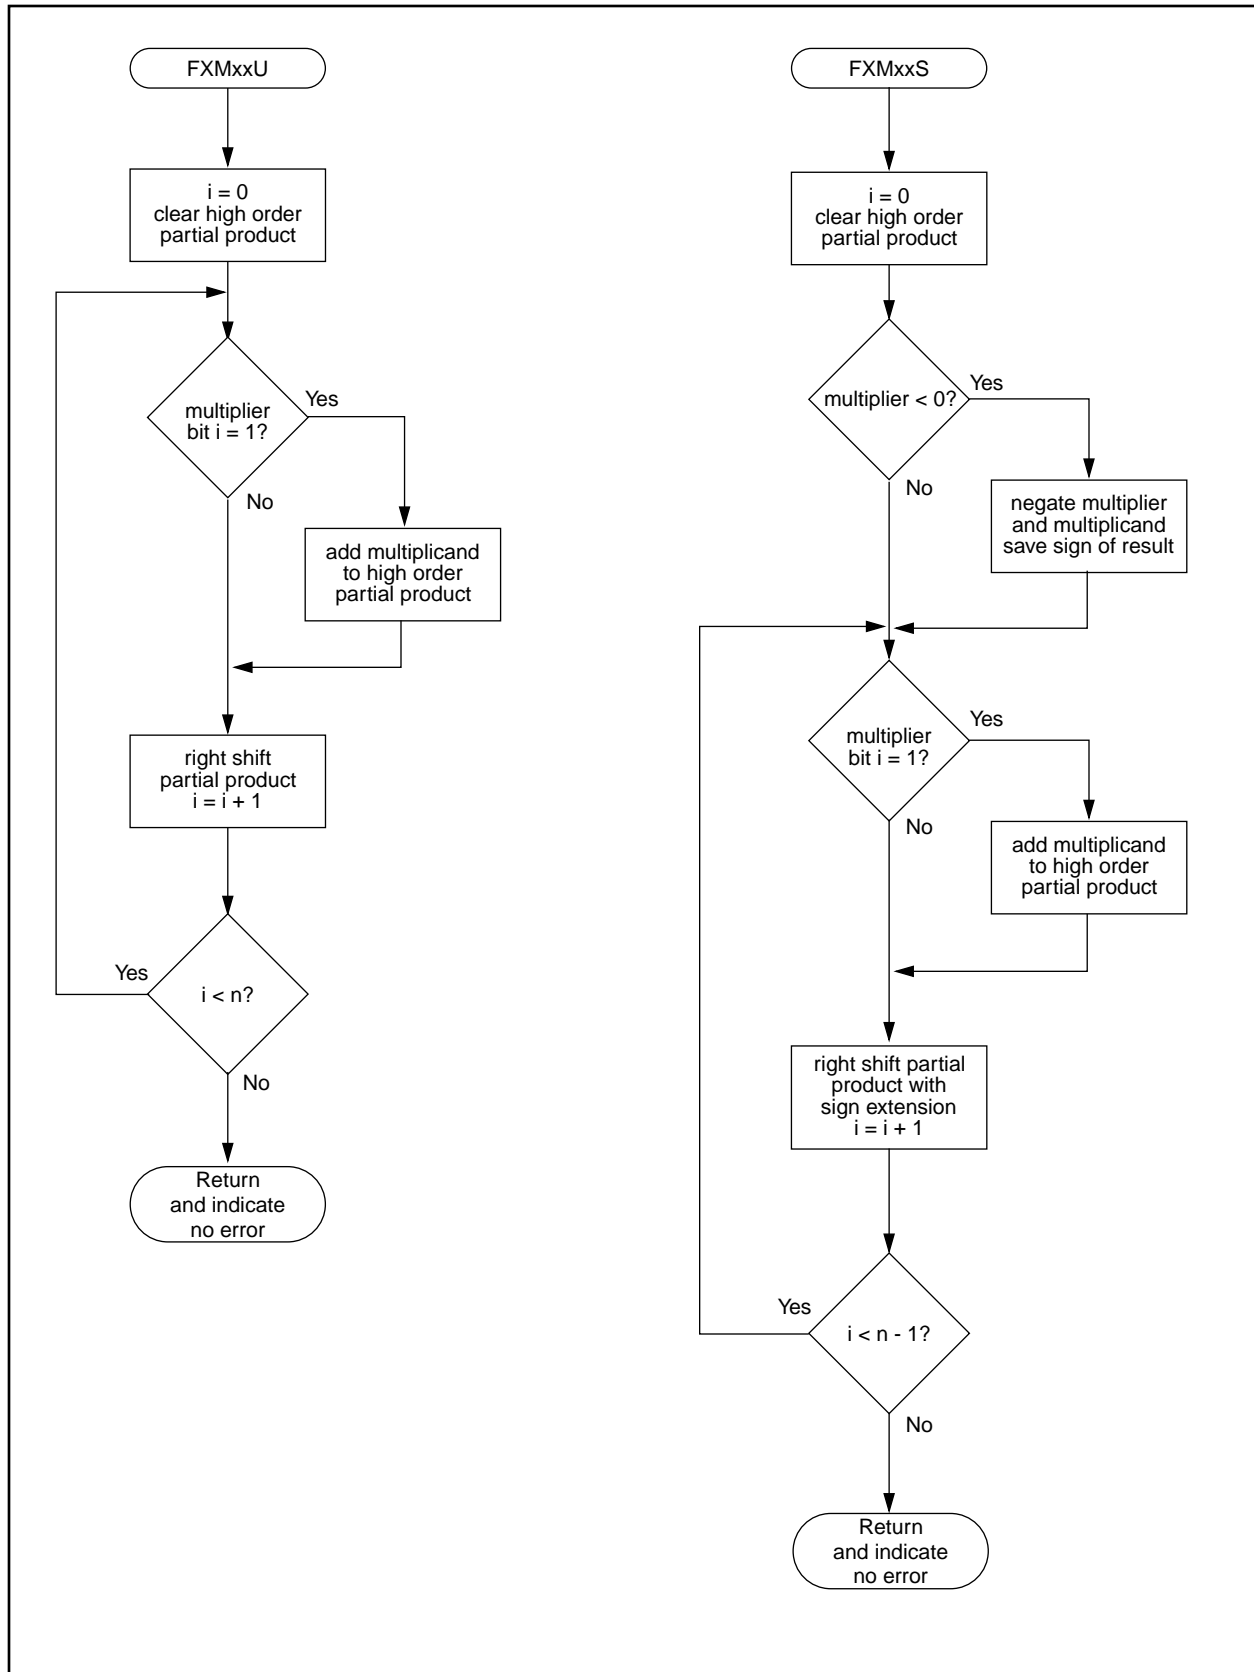 FXMxxU
i = 0
clear high order
partial product
multiplier
bit i = 1?
Yes
No
add multiplicand
to high order
partial product
right shift
partial product
i = i + 1
Yes
i < n?
No
Return
and indicate
no error
FXMxxS
i = 0
clear high order
partial product
multiplier < 0?
Yes
No
negate multiplier
and multiplicand
save sign of result
multiplier
bit i = 1?
Yes
No
add multiplicand
to high order
partial product
right shift partial
product with
sign extension
i = i + 1
Yes
i < n - 1?
No
Return
and indicate
no error